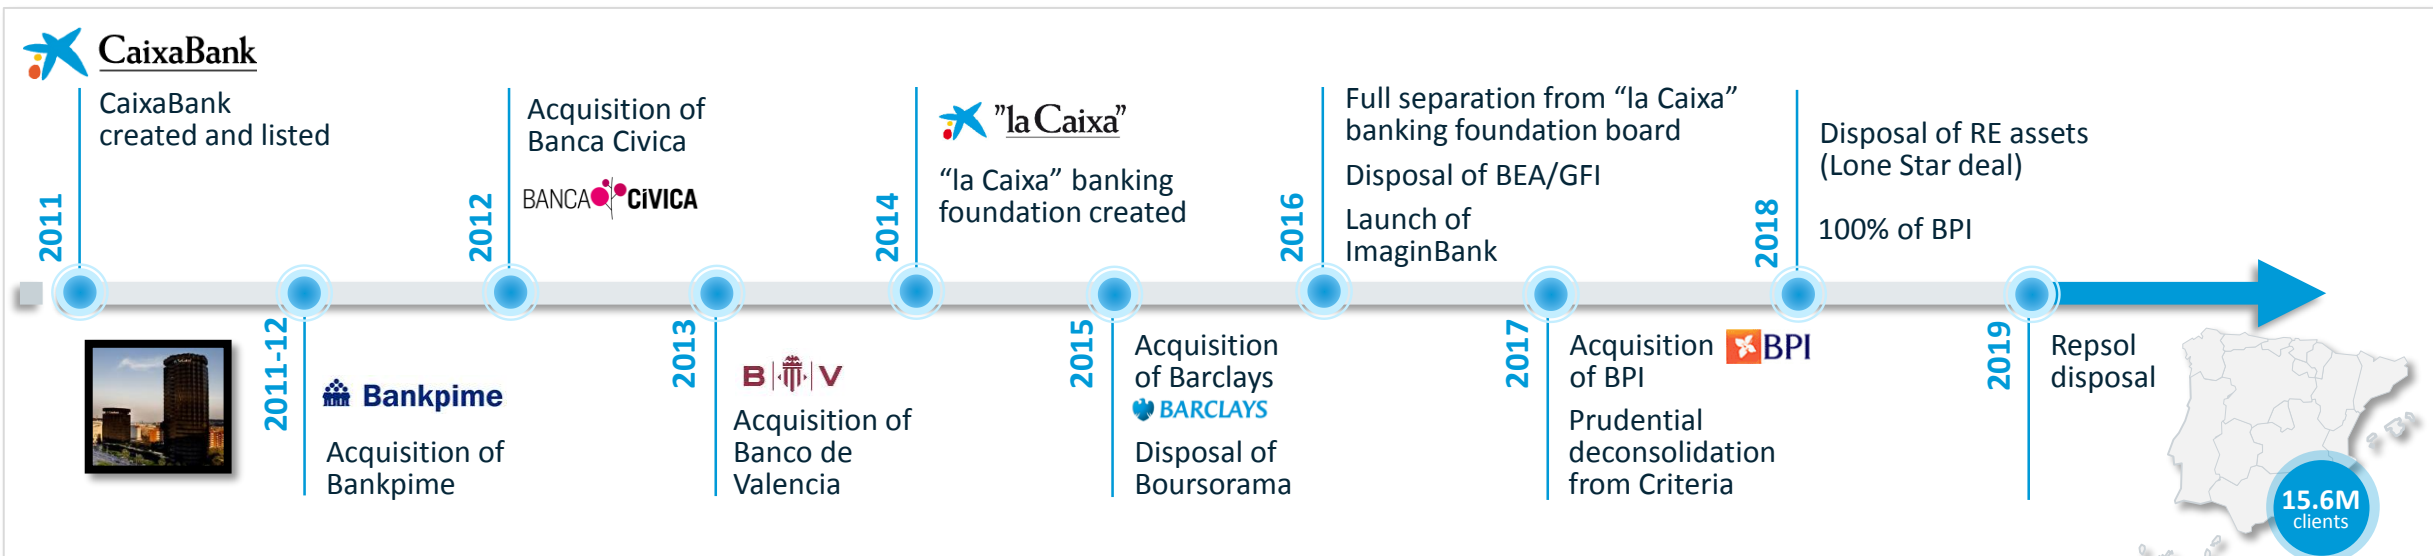 CaixaBank
CaixaBank
created and listed
2011
2011-12
Bankpime
Acquisition of
Bankpime
2012
Acquisition of
Banca Civica
BANCA CÍVICA
2013
B V
Acquisition of
Banco de
Valencia
2014
"la Caixa"
“la Caixa” banking
foundation created
2015
Acquisition
of Barclays
BARCLAYS
Disposal of
Boursorama
2016
Full separation from “la Caixa”
banking foundation board
Disposal of BEA/GFI
Launch of
ImaginBank
2017
Acquisition
of BPI
BPI
Prudential
deconsolidation
from Criteria
2018
Disposal of RE assets
(Lone Star deal)
100% of BPI
2019
Repsol
disposal
15.6M
clients